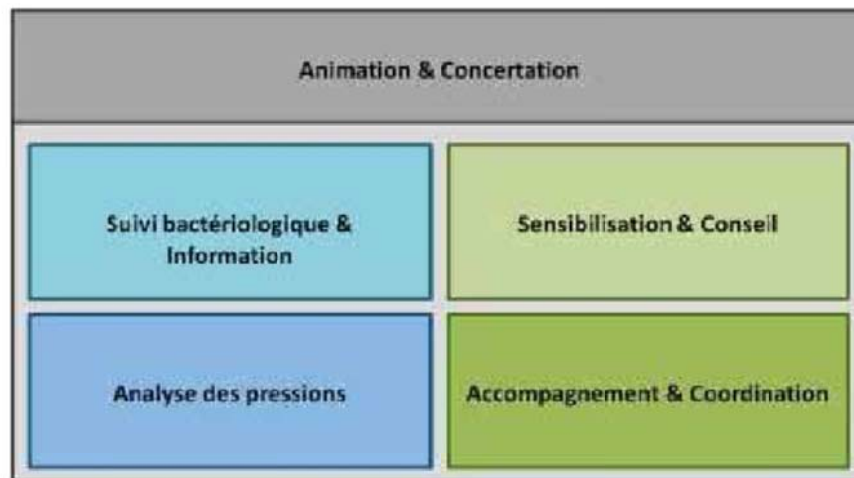 Animation & Concertation
Suivi bactériologique &
Information
Sensibilisation & Conseil
Analyse des pressions
Accompagnement & Coordination